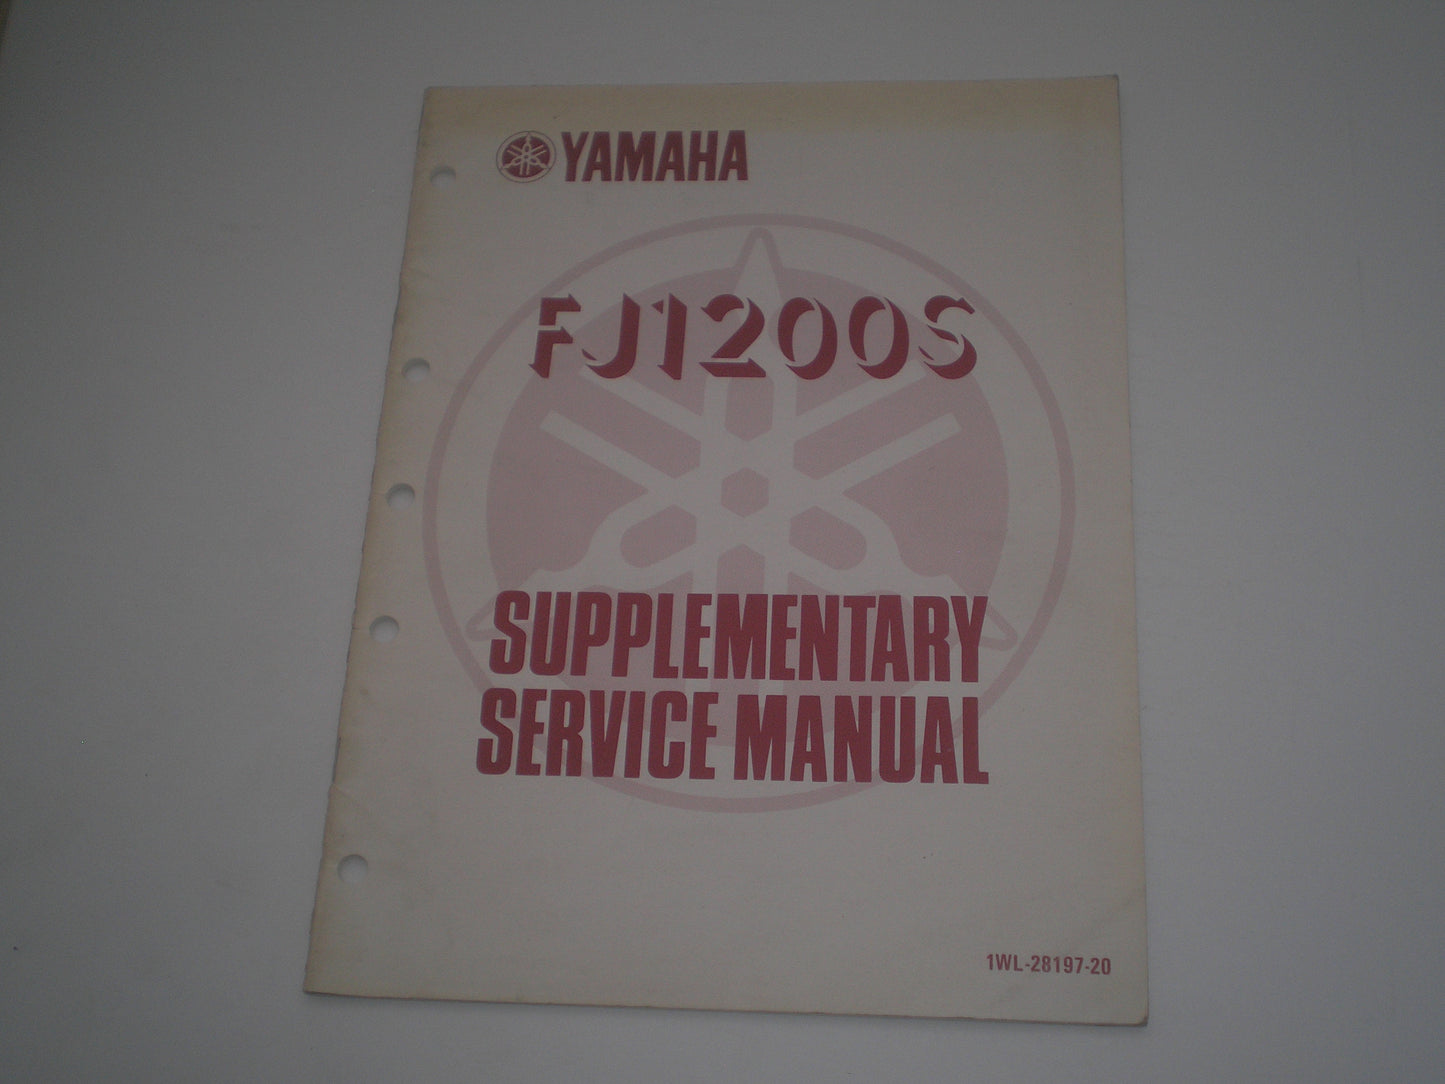 YAMAHA
FJ1200S
SUPPLEMENTARY
SERVICE MANUAL
1WL-28197-20